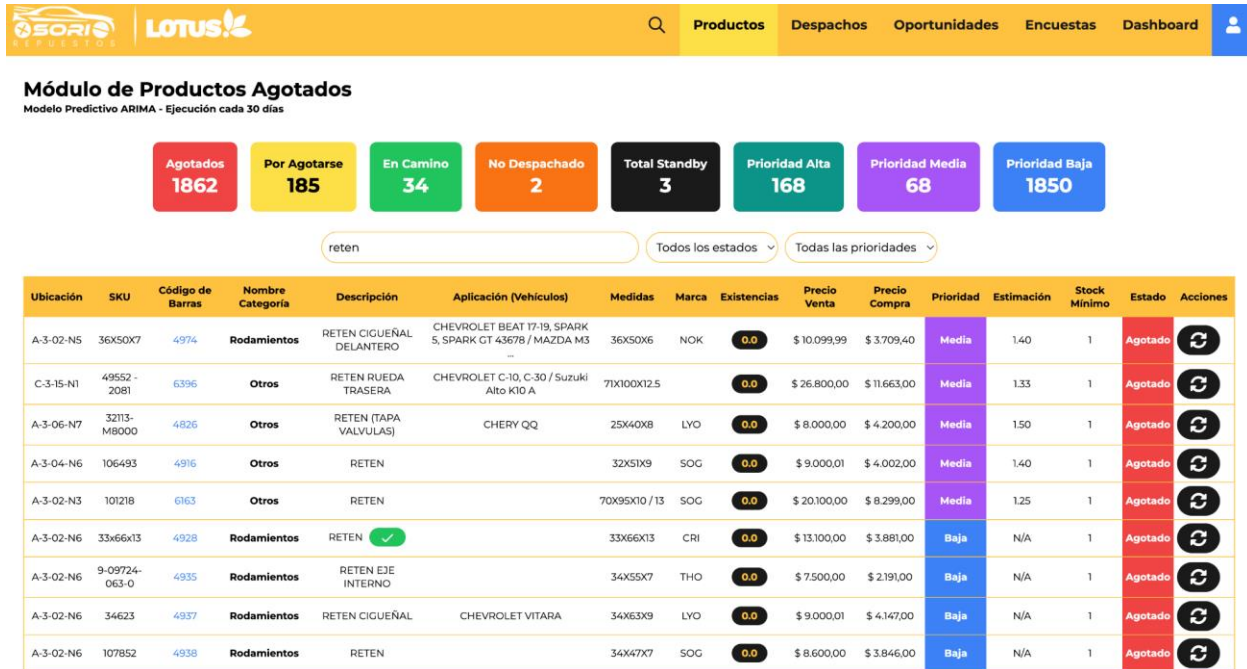 OSORIO
REPUESTOS
LOTUS
Productos
Despachos
Oportunidades
Encuestas
Dashboard
Módulo de Productos Agotados
Modelo Predictivo ARIMA - Ejecución cada 30 días
Agotados
1862
Por Agotarse
185
En Camino
34
No Despachado
2
Total Standby
3
Prioridad Alta
168
Prioridad Media
68
Prioridad Baja
1850
reten
Todos los estados
Todas las prioridades
Ubicación SKU Código de Barras Nombre Categoría Descripción Aplicación (Vehículos) Medidas Marca Existencias Precio Venta Precio Compra Prioridad Estimación Stock Mínimo Estado Acciones
A-3-02-N5 36X50X7 4974 Rodamientos RETEN CIGUEÑAL DELANTERO CHEVROLET BEAT 17-19, SPARK 5, SPARK GT 43678 / MAZDA M3 ... 36X50X6 NOK 0.0 $ 10.099,99 $ 3.709,40 Media 1.40 1 Agotado
C-3-15-N1 49552 - 2081 6396 Otros RETEN RUEDA TRASERA CHEVROLET C-10, C-30 / Suzuki Alto K10 A 71X100X12.5 0.0 $ 26.800,00 $ 11.663,00 Media 1.33 1 Agotado
A-3-06-N7 32113-M8000 4826 Otros RETEN (TAPA VALVULAS) CHERY QQ 25X40X8 LYO 0.0 $ 8.000,00 $ 4.200,00 Media 1.50 1 Agotado
A-3-04-N6 106493 4916 Otros RETEN 32X51X9 SOG 0.0 $ 9.000,01 $ 4.002,00 Media 1.40 1 Agotado
A-3-02-N3 101218 6163 Otros RETEN 70X95X10 / 13 SOG 0.0 $ 20.100,00 $ 8.299,00 Media 1.25 1 Agotado
A-3-02-N6 33x66x13 4928 Rodamientos RETEN 33X66X13 CRI 0.0 $ 13.100,00 $ 3.881,00 Baja N/A 1 Agotado
A-3-02-N6 9-09724-063-0 4935 Rodamientos RETEN EJE INTERNO 34X55X7 THO 0.0 $ 7.500,00 $ 2.191,00 Baja N/A 1 Agotado
A-3-02-N6 34623 4937 Rodamientos RETEN CIGUEÑAL CHEVROLET VITARA 34X63X9 LYO 0.0 $ 9.000,01 $ 4.147,00 Baja N/A 1 Agotado
A-3-02-N6 107852 4938 Rodamientos RETEN 34X47X7 SOG 0.0 $ 8.600,00 $ 3.846,00 Baja N/A 1 Agotado